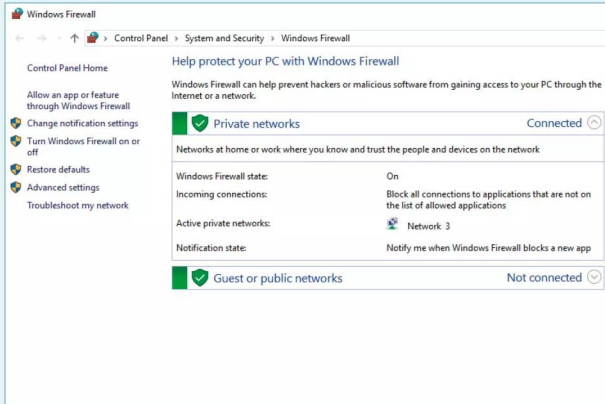 Windows Firewall
Control Panel > System and Security > Windows Firewall
Control Panel Home
Allow an app or feature
through Windows Firewall
Change notification settings
Turn Windows Firewall on or
off
Restore defaults
Advanced settings
Troubleshoot my network
Help protect your PC with Windows Firewall
Windows Firewall can help prevent hackers or malicious software from gaining access to your PC through the
Internet or a network.
Private networks Connected
Networks at home or work where you know and trust the people and devices on the network
Windows Firewall state: On
Incoming connections: Block all connections to applications that are not on
the list of allowed applications
Active private networks: Network 3
Notification state: Notify me when Windows Firewall blocks a new app
Guest or public networks Not connected